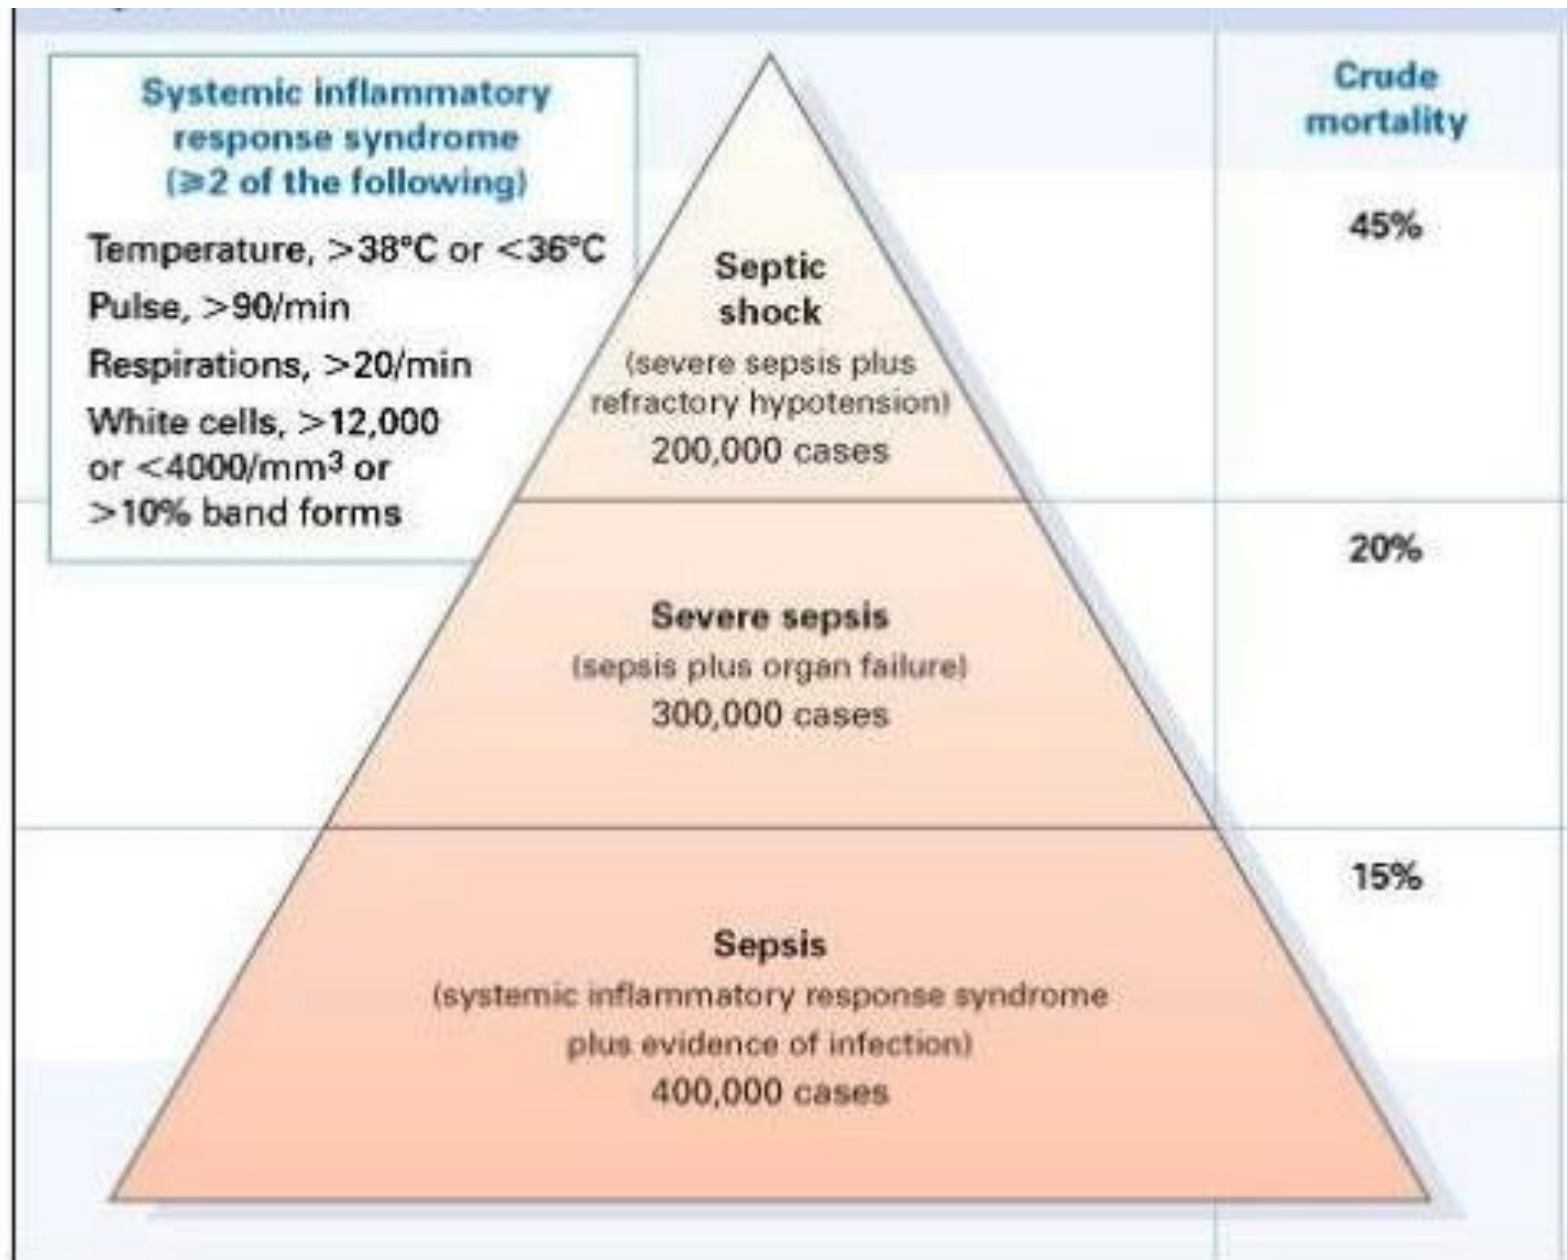 Systemic inflammatory
response syndrome
(⩾2 of the following)
Temperature, >38°C or <36°C
Pulse, >90/min
Respirations, >20/min
White cells, >12,000
or <4000/mm³ or
>10% band forms
Septic
shock
(severe sepsis plus
refractory hypotension)
200,000 cases
Severe sepsis
(sepsis plus organ failure)
300,000 cases
Sepsis
(systemic inflammatory response syndrome
plus evidence of infection)
400,000 cases
Crude
mortality
45%
20%
15%